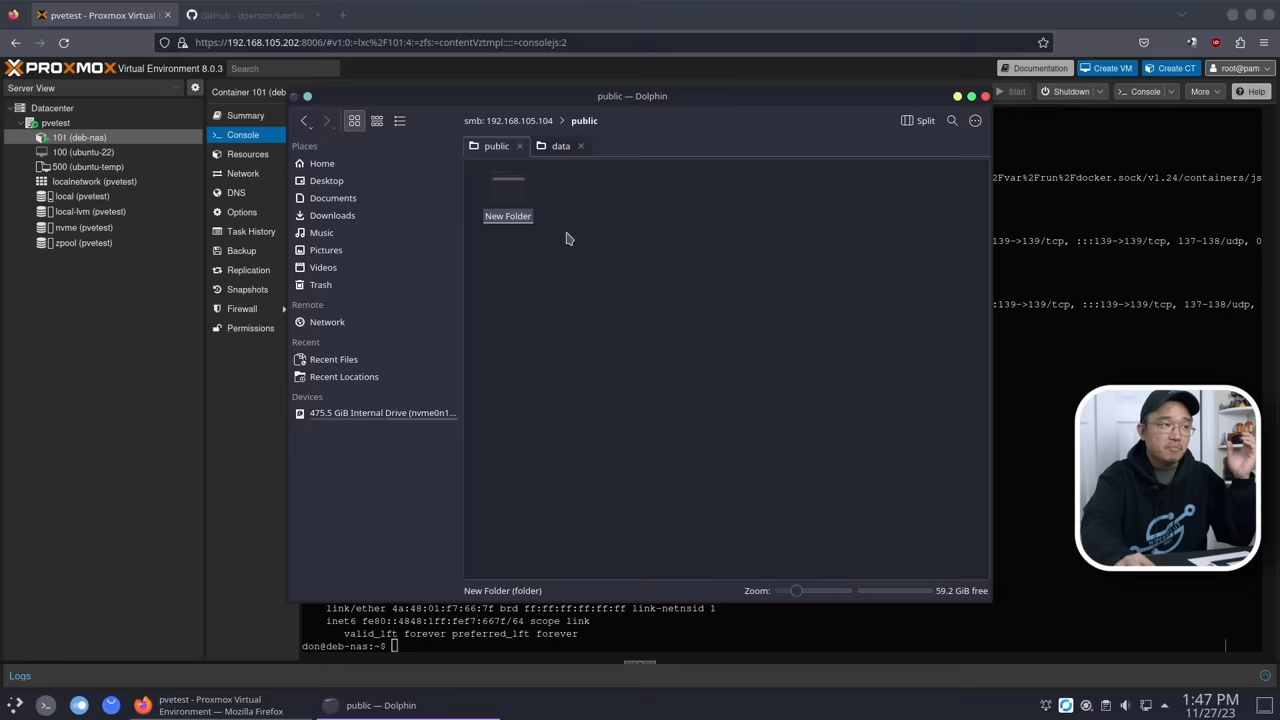 pvetest - Proxmox Virtual E
GitHub - dperson/samba
https://192.168.105.202:8006/#v1:0:=lxc%2F101:4:=zfs:=contentVztmpl::::=consolejs:2
PROXMOX Virtual Environment 8.0.3
Search
Documentation
Create VM
Create CT
root@pam
Server View
Container 101 (deb
Start
Shutdown
Console
More
Help
Datacenter
pvetest
101 (deb-nas)
100 (ubuntu-22)
500 (ubuntu-temp)
localnetwork (pvetest)
local (pvetest)
local-lvm (pvetest)
nvme (pvetest)
zpool (pvetest)
Summary
Console
Resources
Network
DNS
Options
Task History
Backup
Replication
Snapshots
Firewall
Permissions
public — Dolphin
smb: 192.168.105.104 > public
Split
Places
Home
Desktop
Documents
Downloads
Music
Pictures
Videos
Trash
Remote
Network
Recent
Recent Files
Recent Locations
Devices
475.5 GiB Internal Drive (nvme0n1...
public
data
New Folder
New Folder (folder)
Zoom:
59.2 GiB free
2Fvar%2Frun%2Fdocker.sock/v1.24/containers/js
139->139/tcp, :::139->139/tcp, 137-138/udp, 0
139->139/tcp, :::139->139/tcp, 137-138/udp,
link/ether 4a:48:01:f7:66:7f brd ff:ff:ff:ff:ff:ff link-netnsid 1
inet6 fe80::4848:1ff:fef7:667f/64 scope link
valid_lft forever preferred_lft forever
don@deb-nas:~$
Logs
pvetest - Proxmox Virtual
Environment — Mozilla Firefox
public — Dolphin
1:47 PM
11/27/23